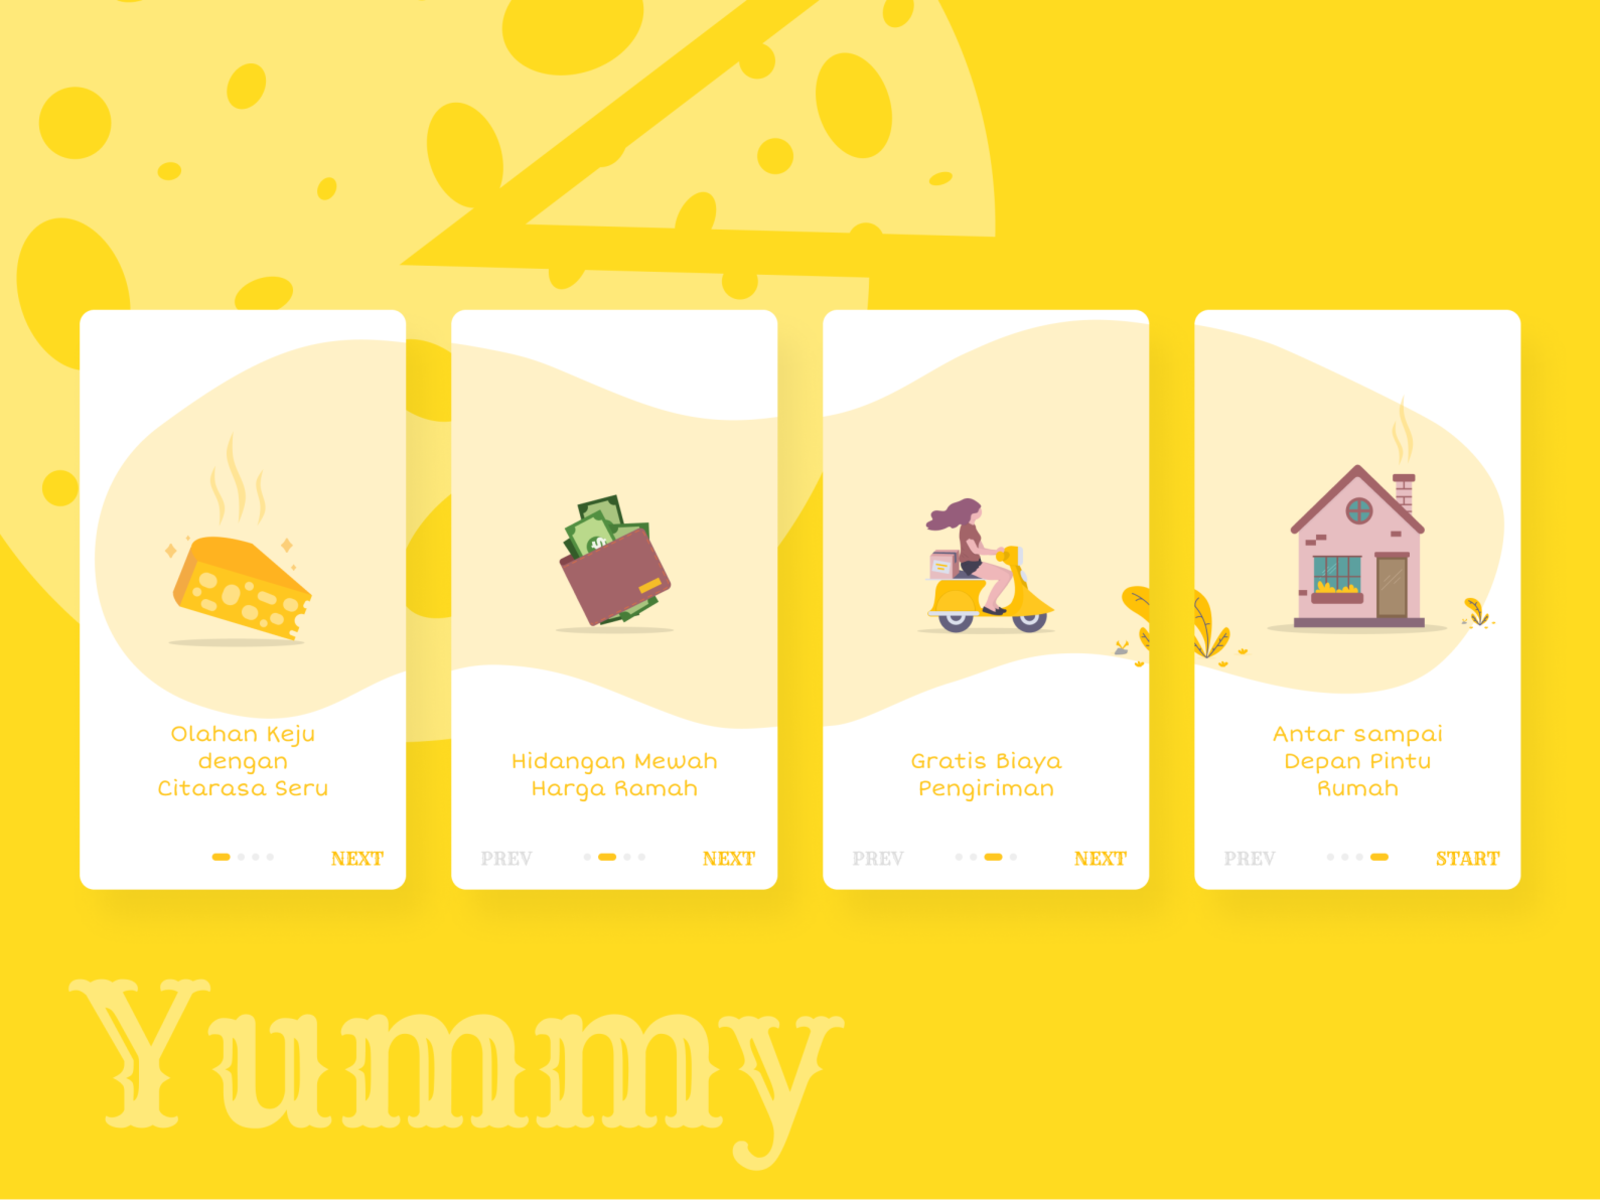 Olahan Keju
dengan
Citarasa Seru
NEXT
Hidangan Mewah
Harga Ramah
PREV
NEXT
Gratis Biaya
Pengiriman
PREV
NEXT
Antar sampai
Depan Pintu
Rumah
PREV
START
Yummy